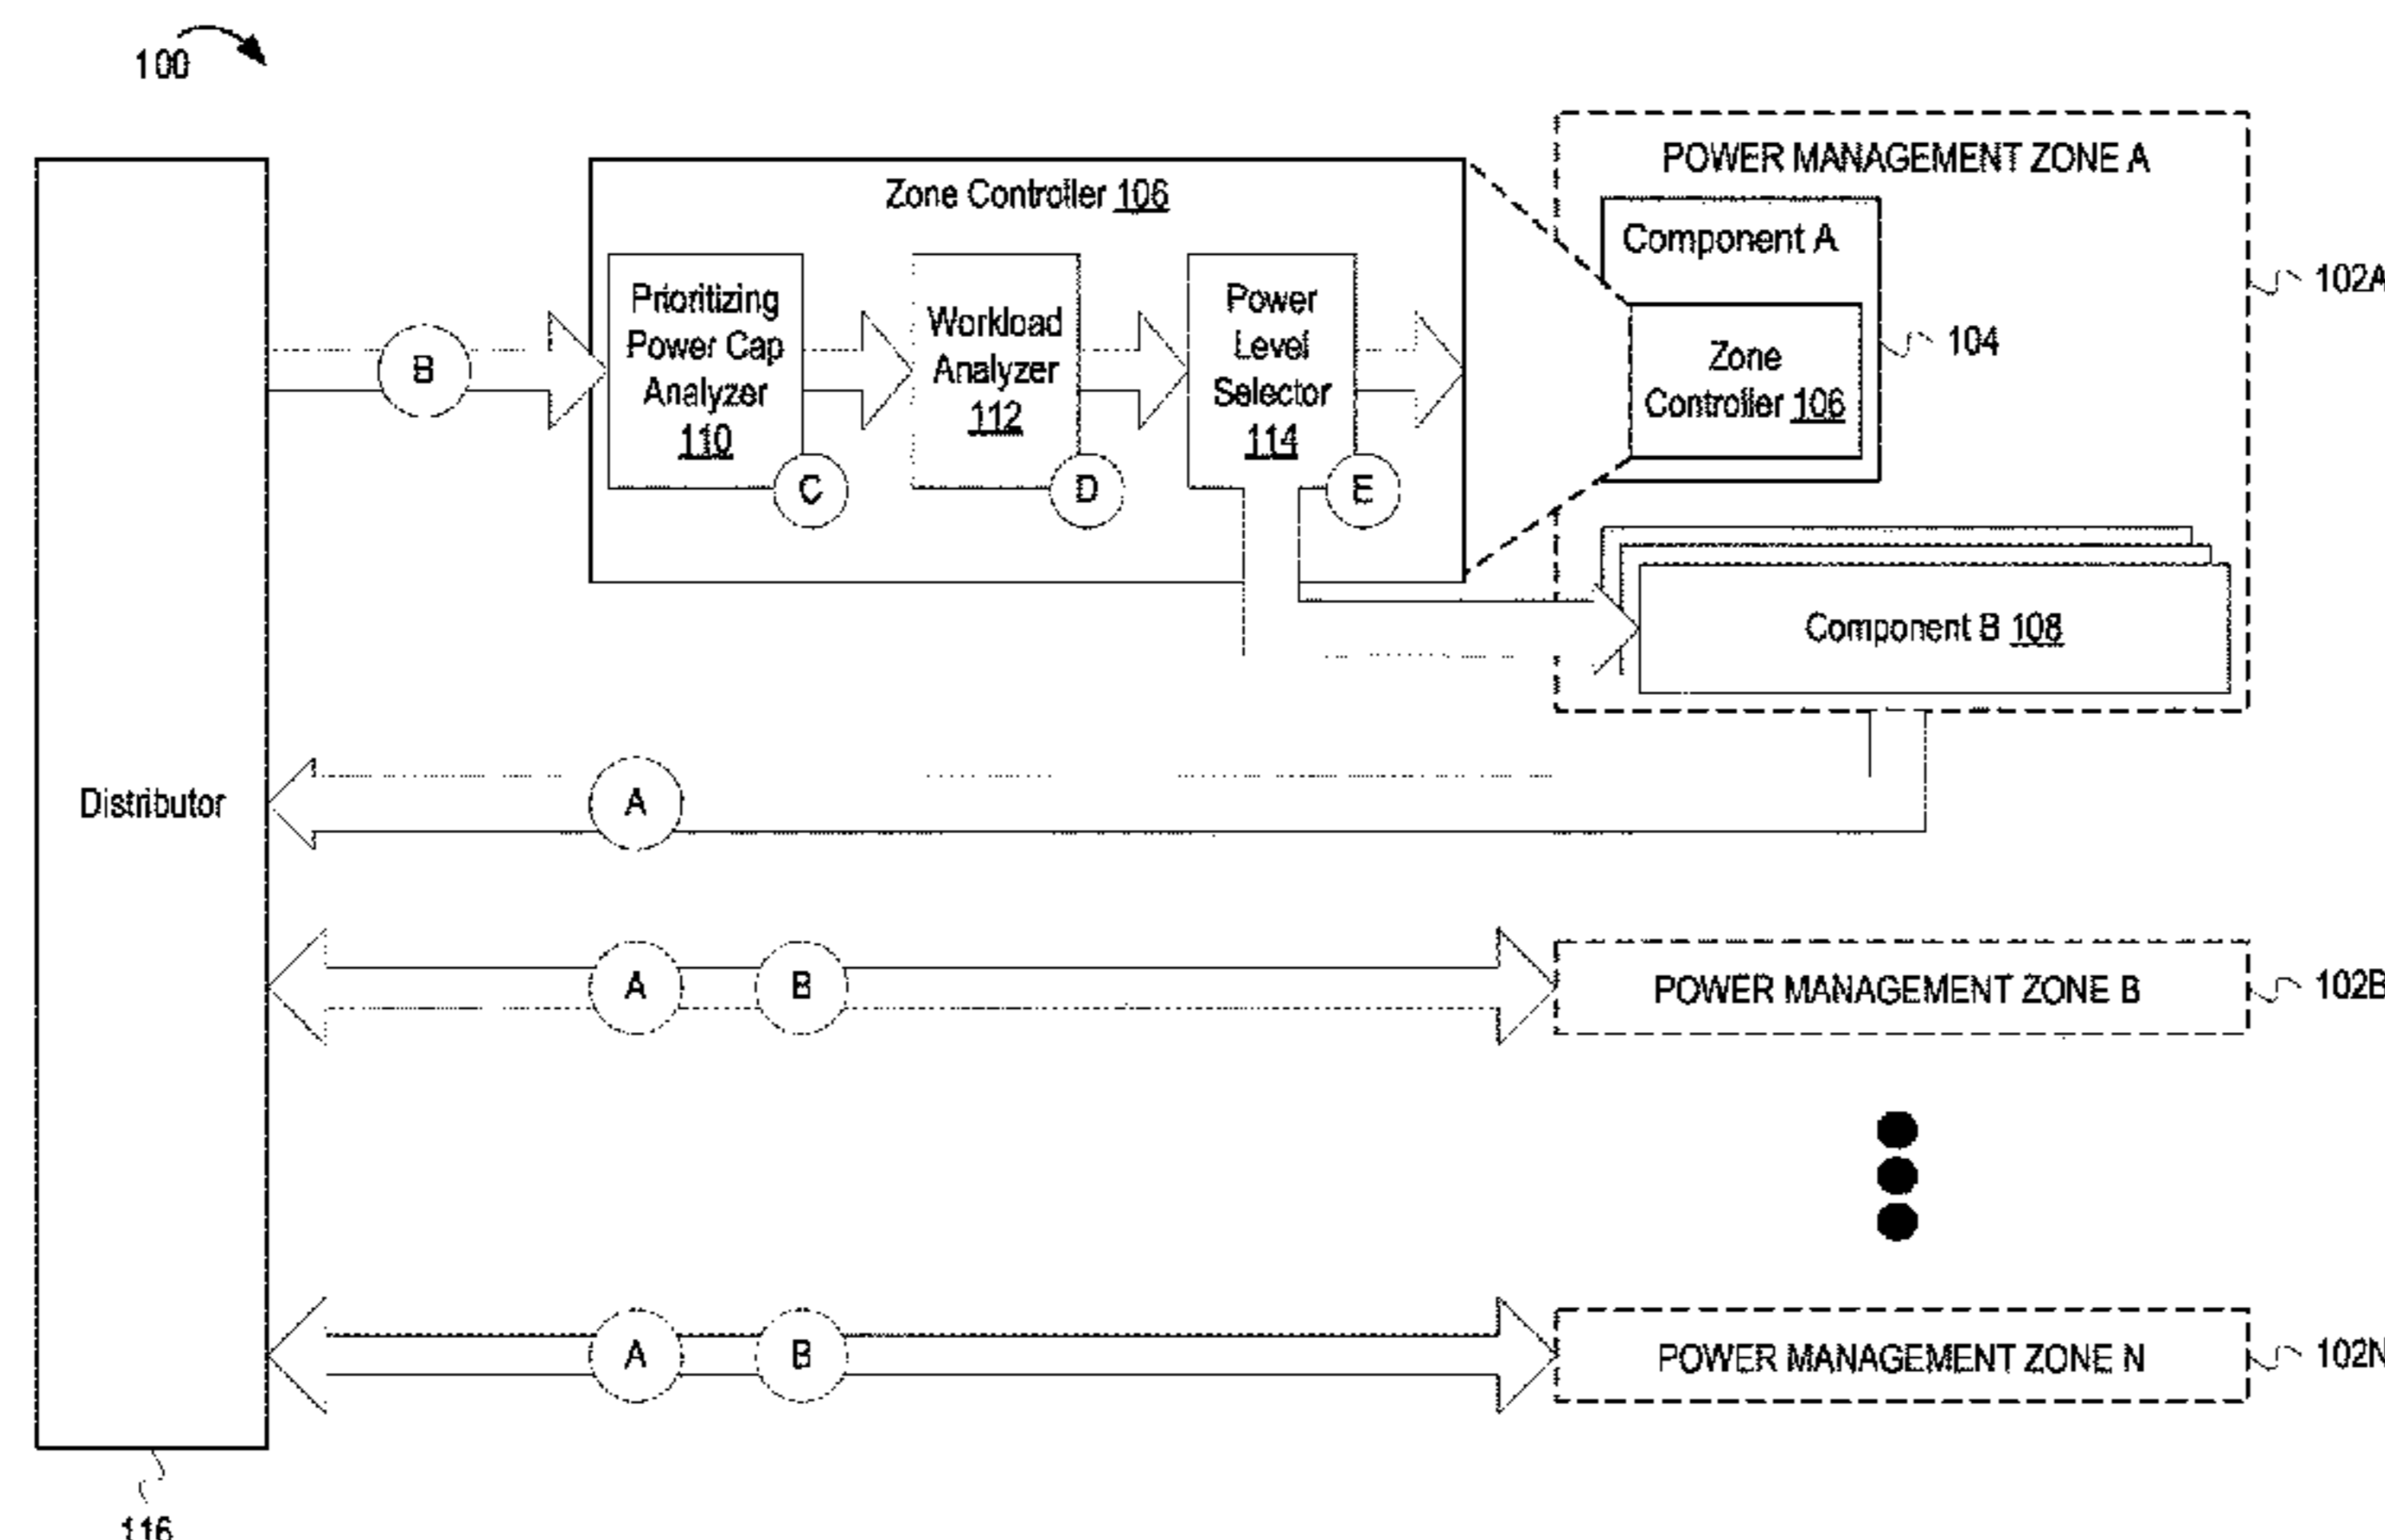 100
POWER MANAGEMENT ZONE A
Zone Controller 106
Component A
102A
Prioritizing
Power Cap
Analyzer
110
Workload
Analyzer
112
Power
Level
Selector
114
B
C
D
E
Zone
Controller 106
104
Component B 108
Distributor
A
A
B
POWER MANAGEMENT ZONE B
102B
A
B
POWER MANAGEMENT ZONE N
102N
116